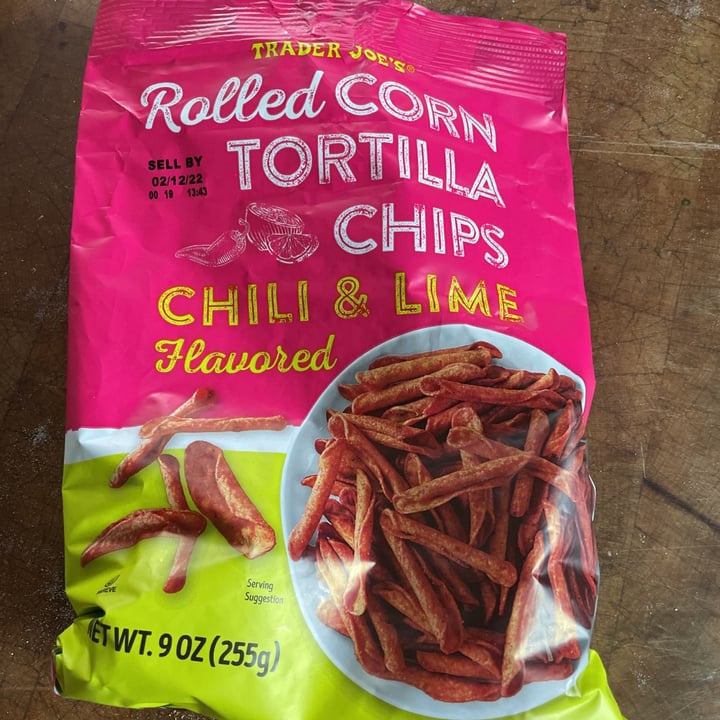 TRADER JOE'S®
Rolled CORN
TORTILLA
CHIPS
SELL BY
02/12/22
00 19 13:43
CHILI & LIME
Flavored
Serving
Suggestion
NET WT. 9 OZ (255g)